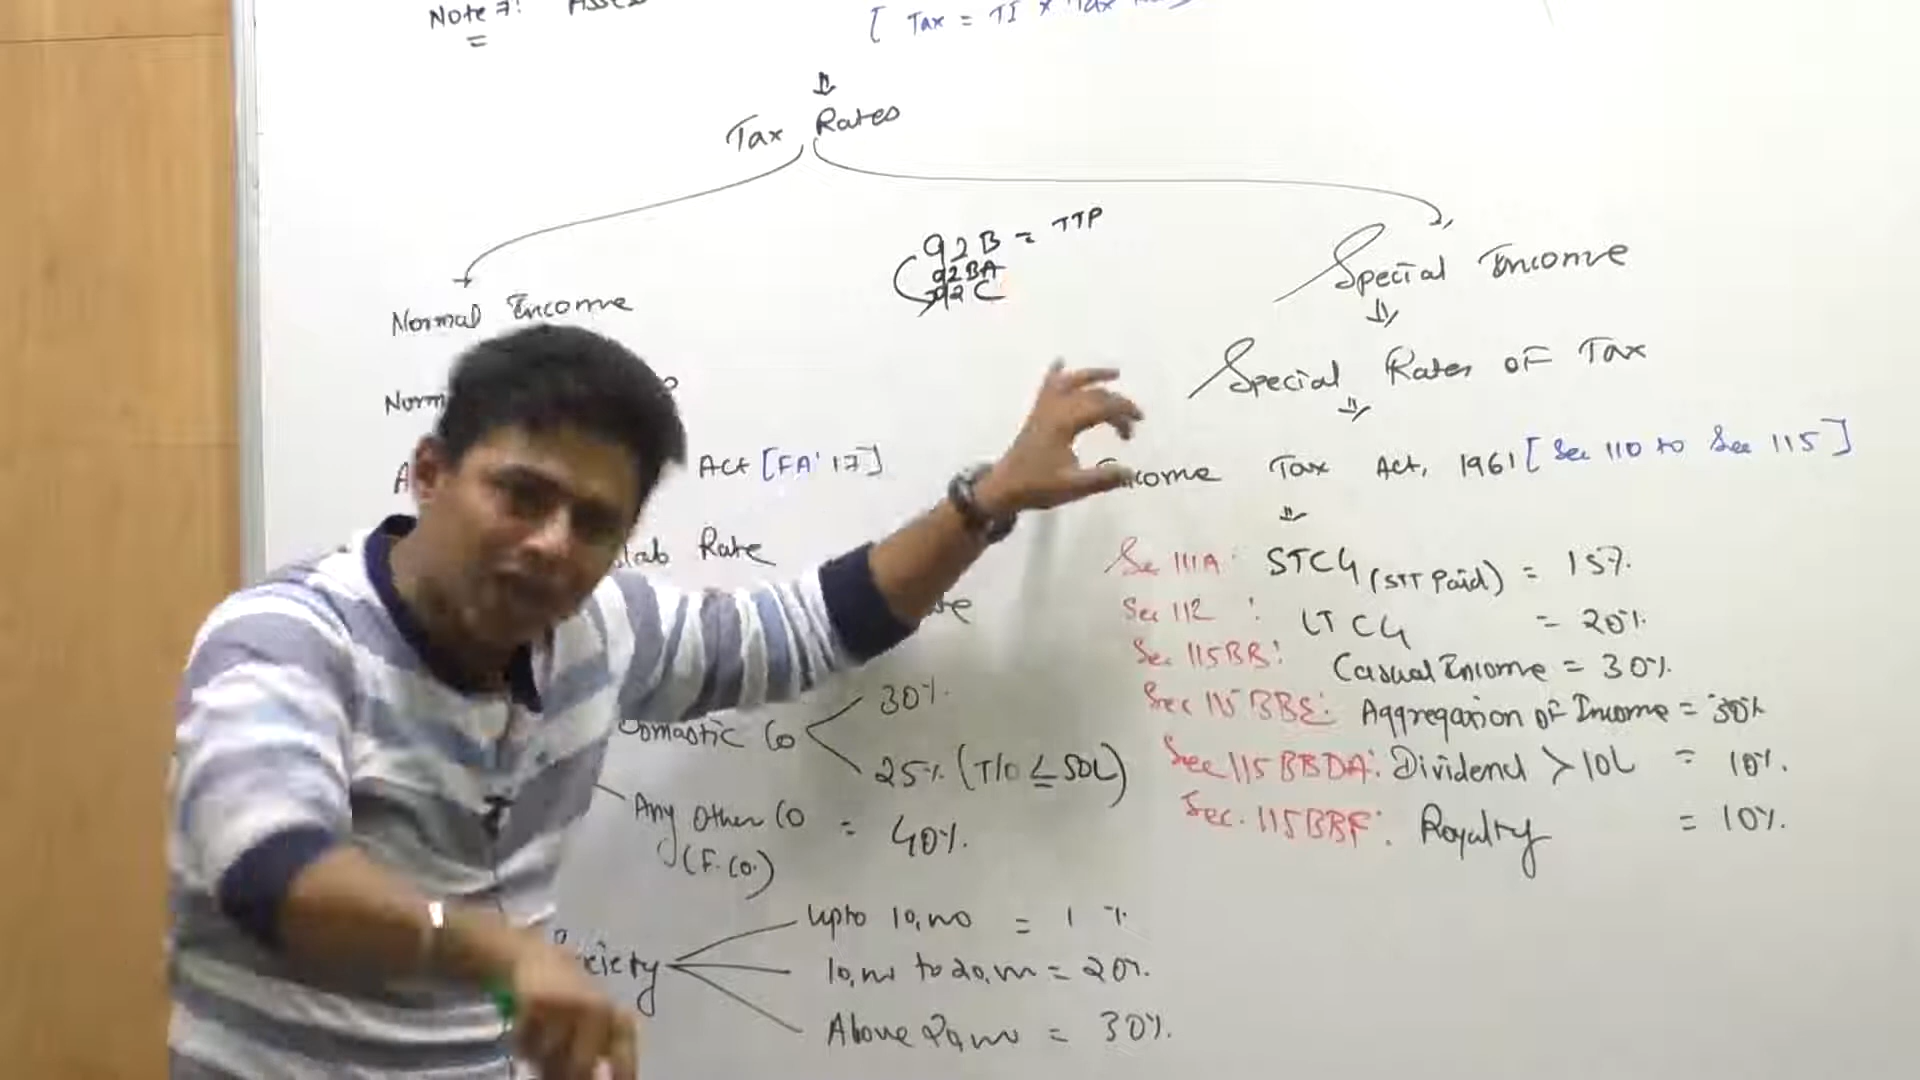 Note 7:
[ Tax = TI x Tax
Tax Rates
92B = TTP
92BA
92C
Normal Income
Special Income
Special Rates of Tax
Act [FA' 17]
Income Tax Act, 1961 [Sec 110 to Sec 115]
Slab Rate
Sec 111A: STCG (STT Paid) = 15%
Sec 112 : LTCG = 20%
Sec 115BB: Casual Income = 30%
Sec 115BBE: Aggregation of Income = 30%
Sec 115BBDA: Dividend > 10L = 10%
Sec. 115BBF: Royalty = 10%
Domestic Co
30%
25% (T/O ≤ 50L)
Any Other Co = 40%
(F. Co.)
upto 10,000 = 1 %
10,000 to 20,000 = 20%
Above 20,000 = 30%